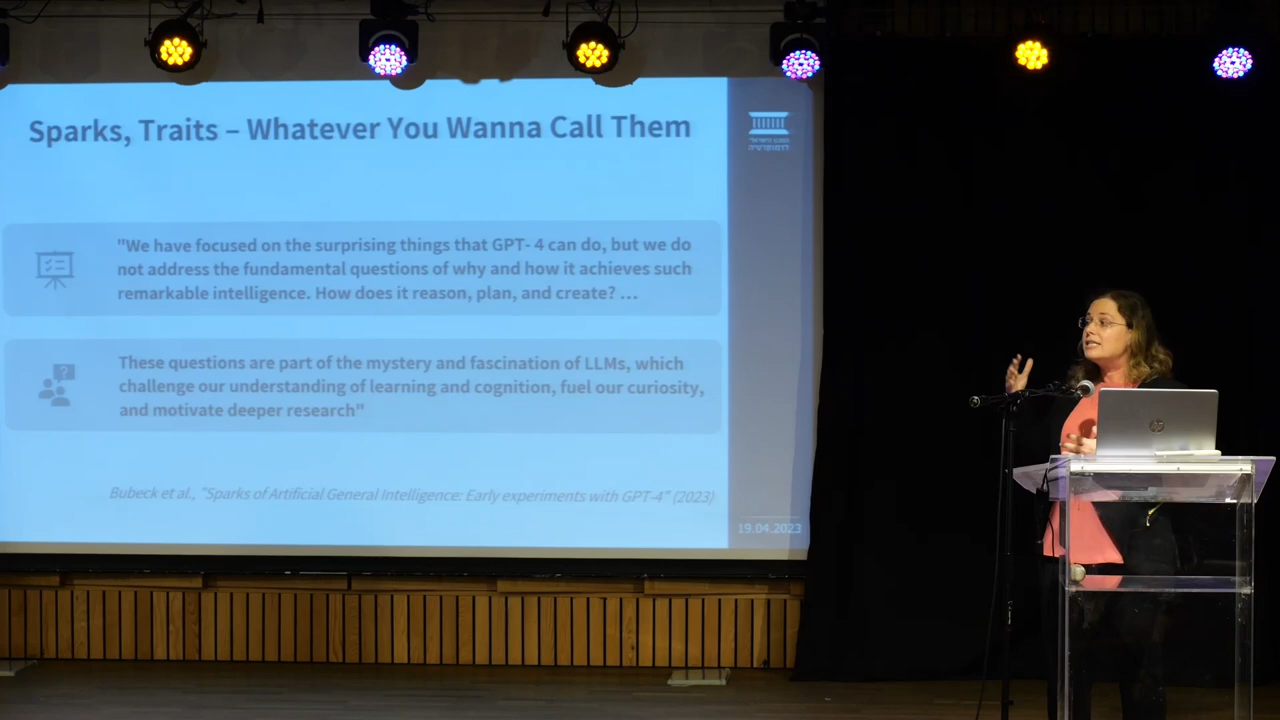 Sparks, Traits – Whatever You Wanna Call Them
המכון הישראלי
לדמוקרטיה
"We have focused on the surprising things that GPT- 4 can do, but we do
not address the fundamental questions of why and how it achieves such
remarkable intelligence. How does it reason, plan, and create? ...
?
These questions are part of the mystery and fascination of LLMs, which
challenge our understanding of learning and cognition, fuel our curiosity,
and motivate deeper research"
Bubeck et al., "Sparks of Artificial General Intelligence: Early experiments with GPT-4" (2023)
19.04.2023
hp